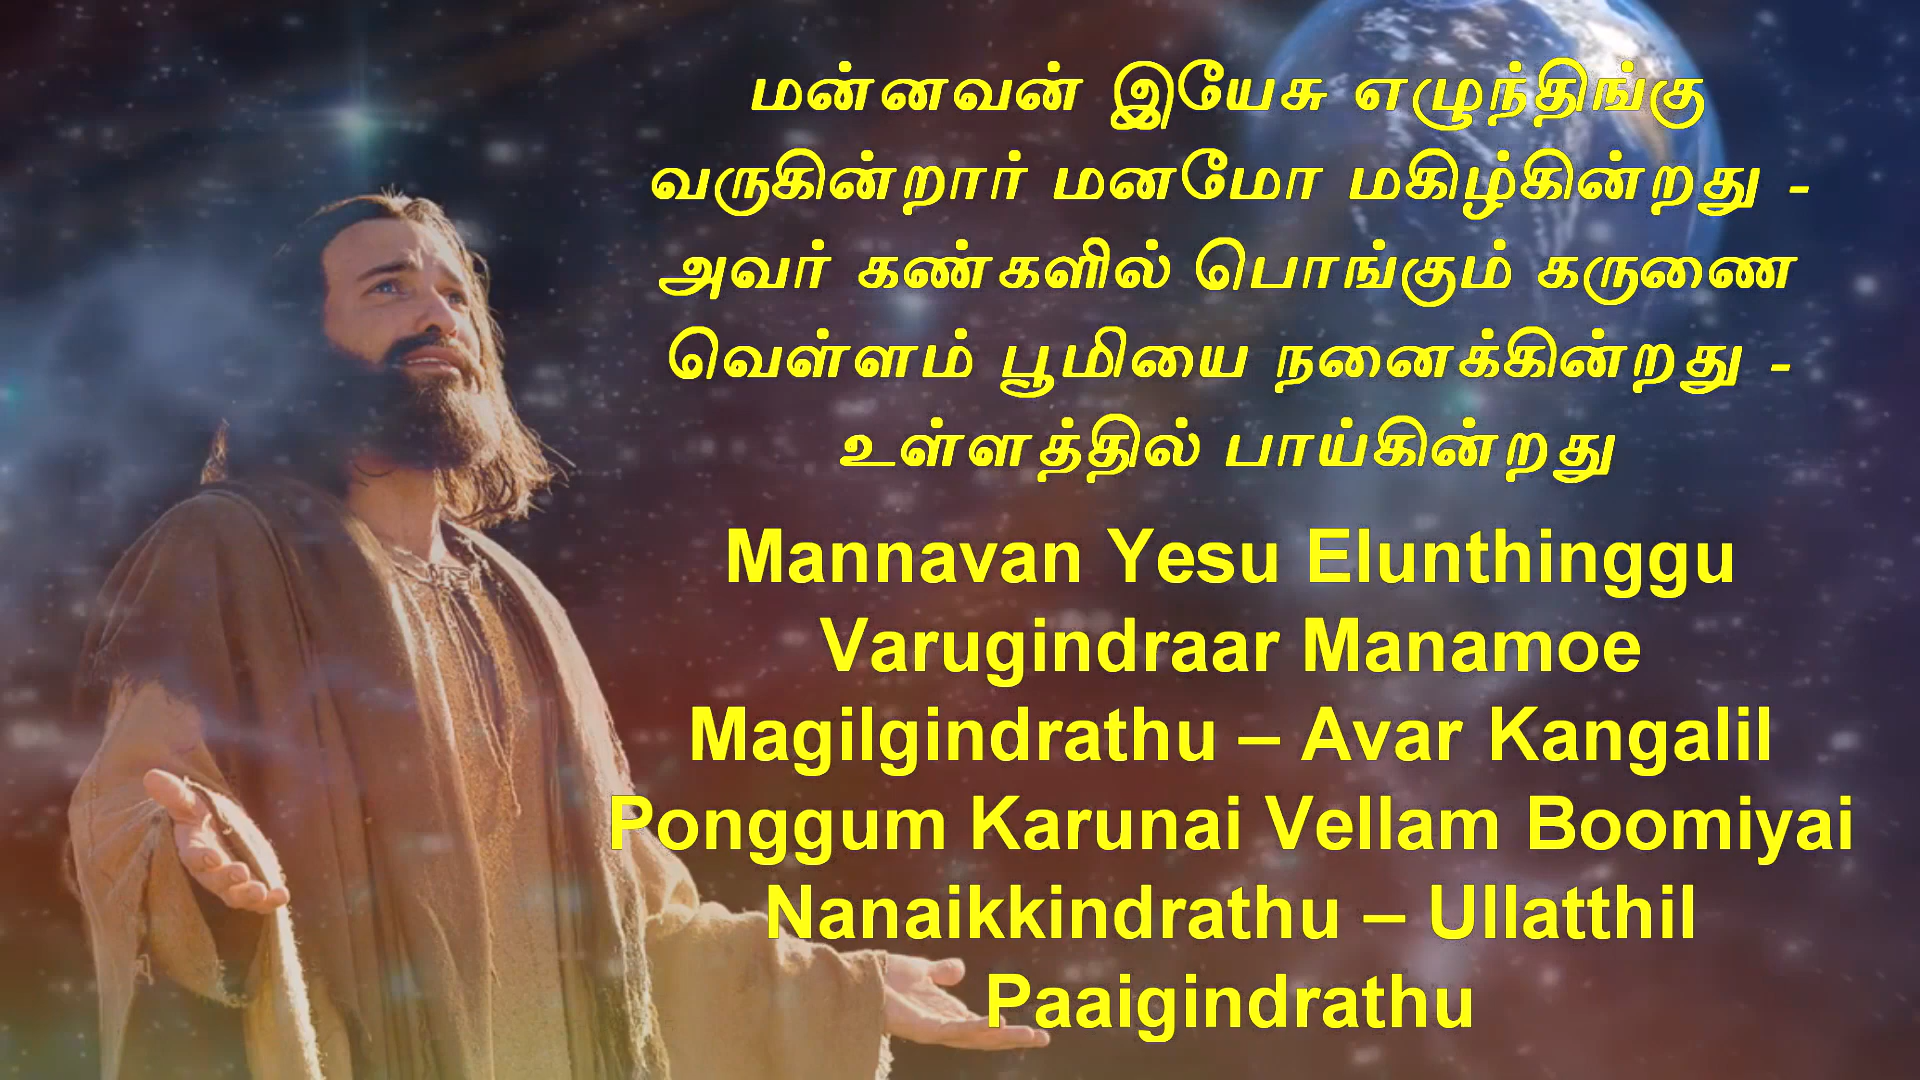 மன்னவன் இயேசு எழுந்திங்கு
வருகின்றார் மனமோ மகிழ்கின்றது -
அவர் கண்களில் பொங்கும் கருணை
வெள்ளம் பூமியை நனைக்கின்றது -
உள்ளத்தில் பாய்கின்றது
Mannavan Yesu Elunthinggu
Varugindraar Manamoe
Magilgindrathu – Avar Kangalil
Ponggum Karunai Vellam Boomiyai
Nanaikkindrathu – Ullatthil
Paaigindrathu